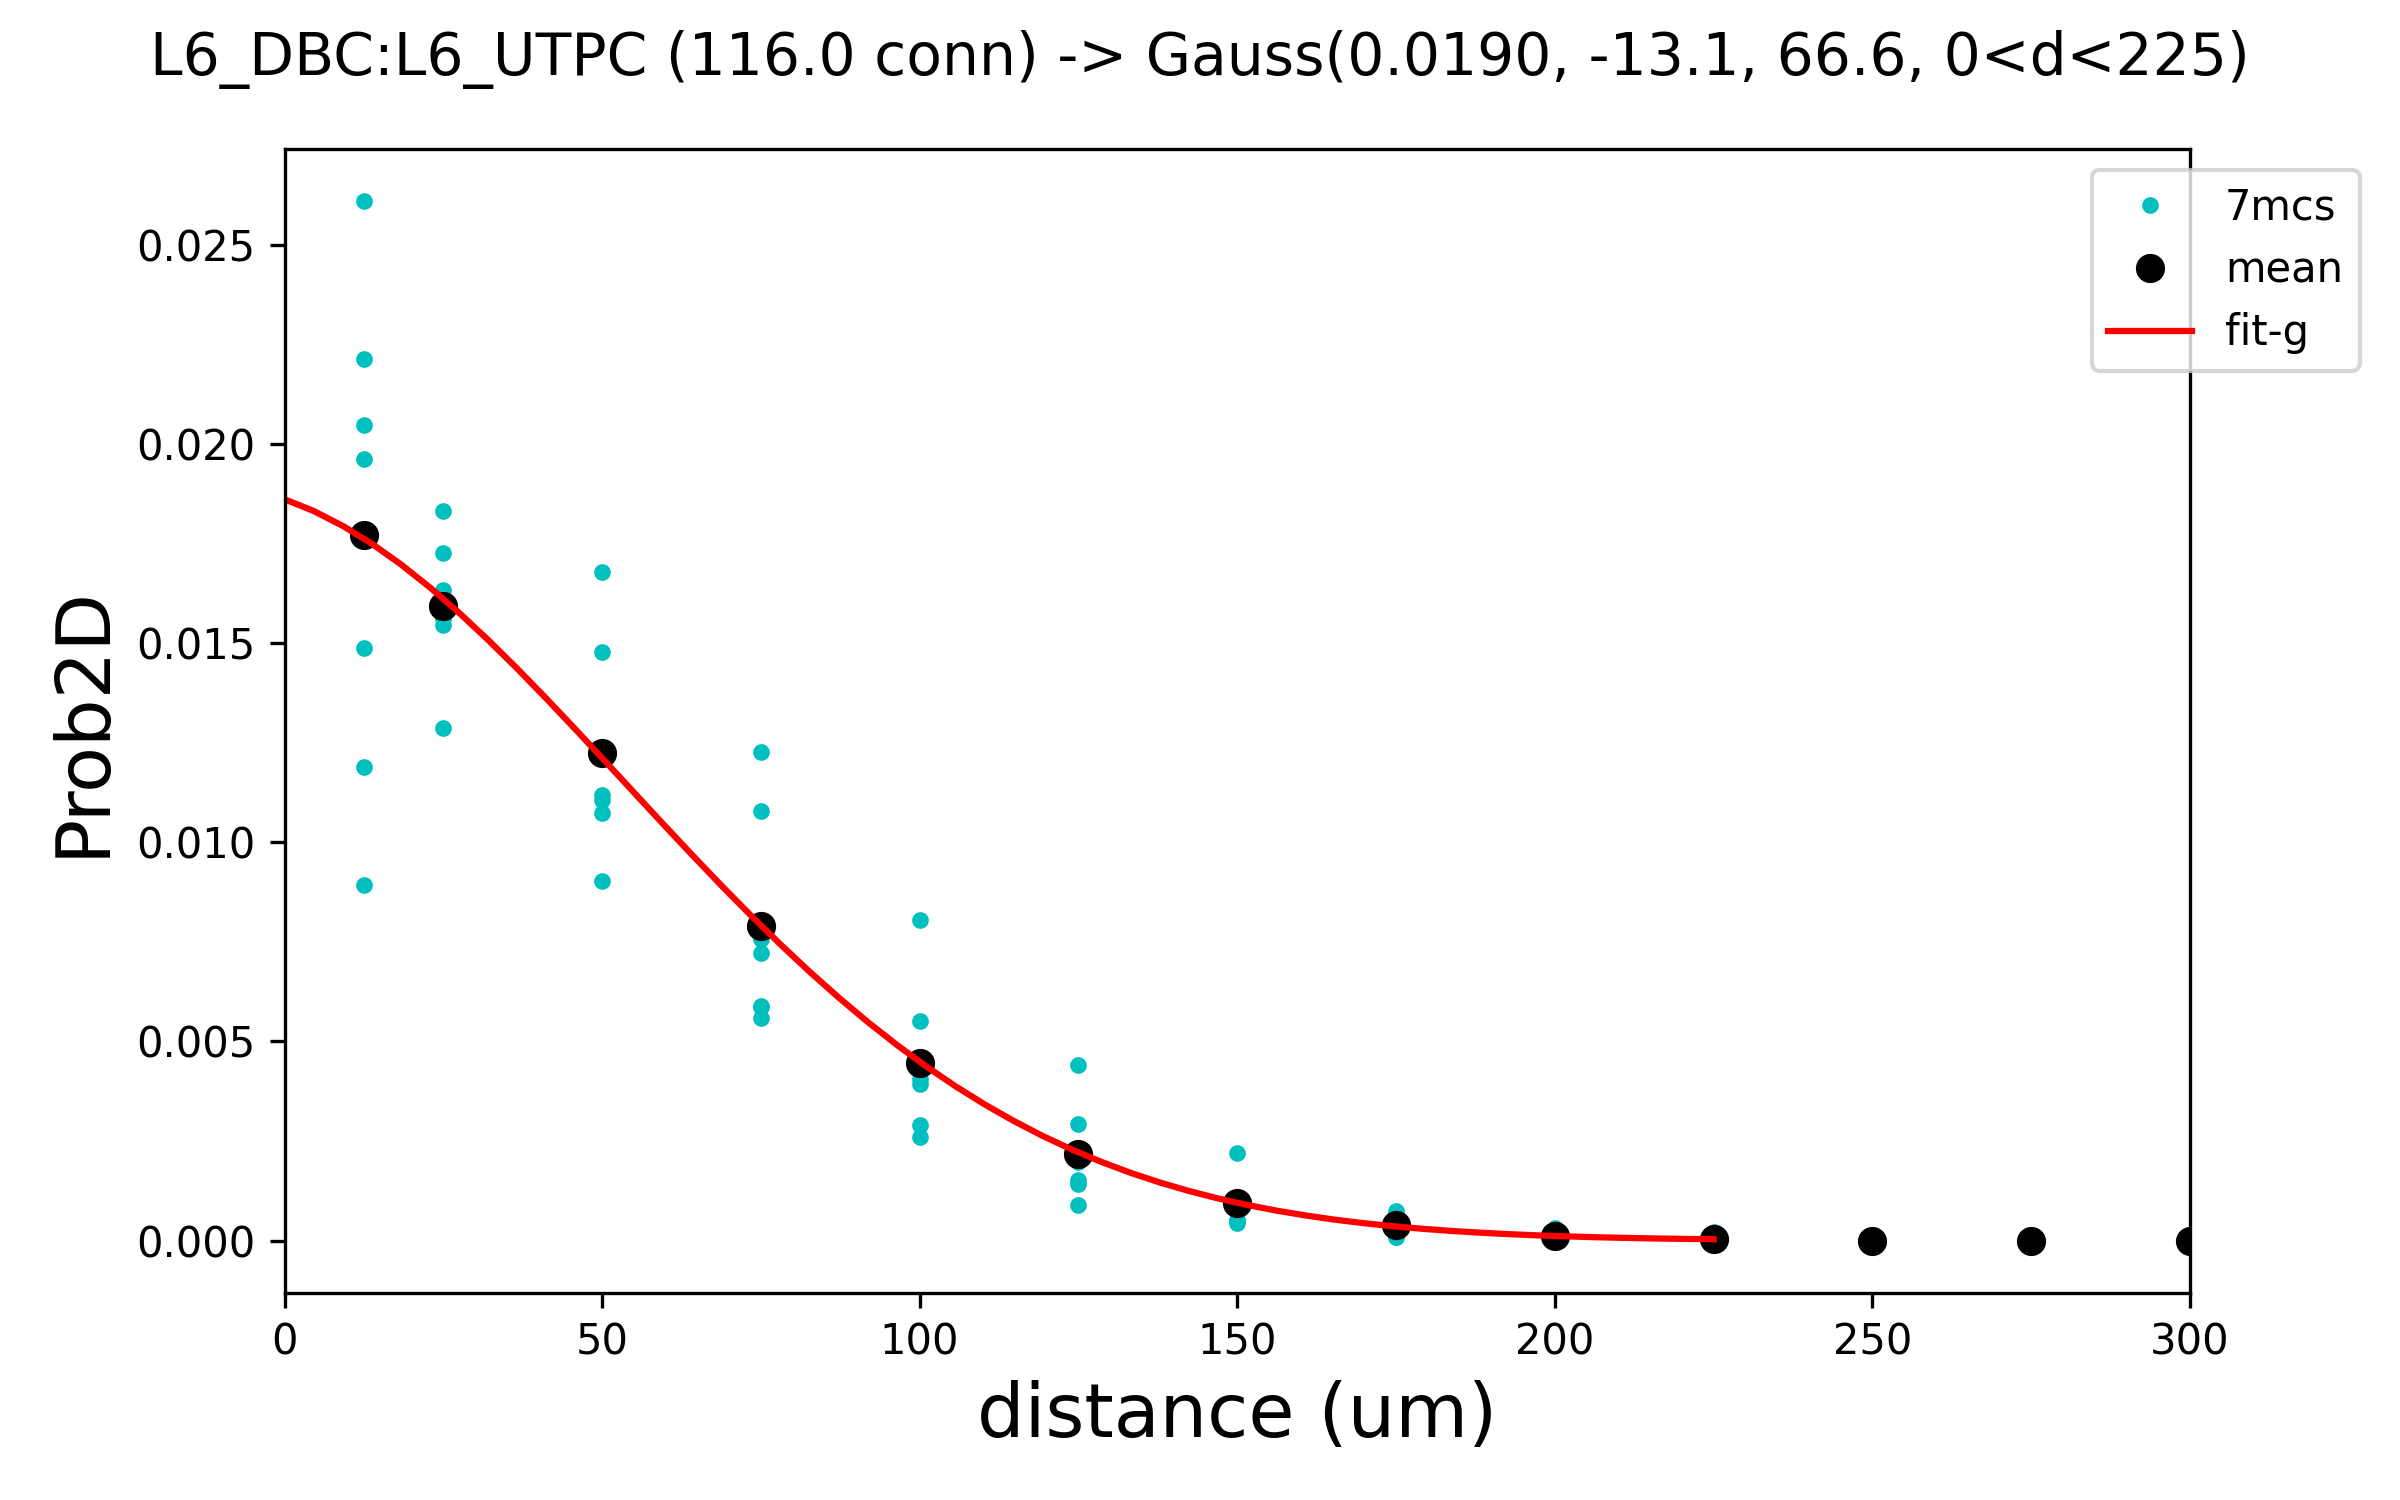 L6_DBC:L6_UTPC (116.0 conn) -> Gauss(0.0190, -13.1, 66.6, 0<d<225)
7mcs
mean
fit-g
Prob2D
0.025
0.020
0.015
0.010
0.005
0.000
0 50 100 150 200 250 300
distance (um)